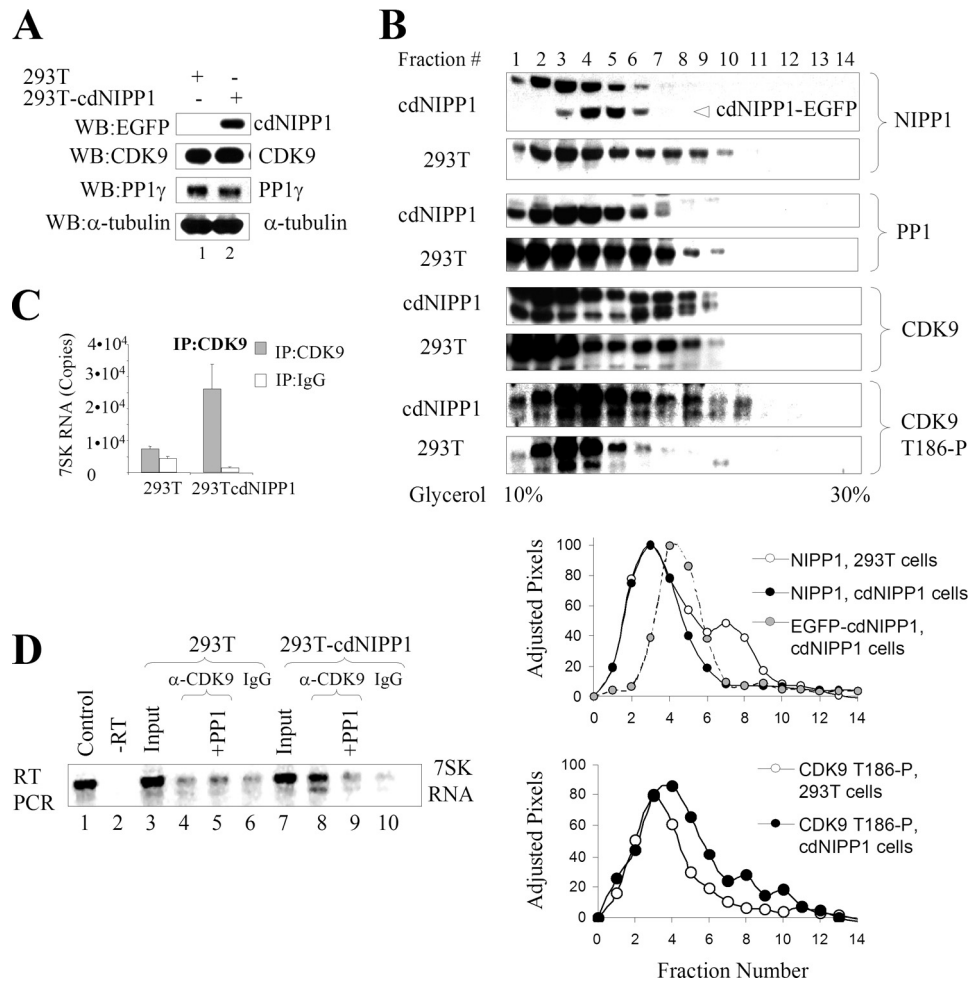 A
293T + -
293T-cdNIPP1 - +
WB:EGFP cdNIPP1
WB:CDK9 CDK9
WB:PP1γ PP1γ
WB:α-tubulin α-tubulin
1 2
B
Fraction # 1 2 3 4 5 6 7 8 9 10 11 12 13 14
cdNIPP1
cdNIPP1-EGFP
293T
NIPP1
cdNIPP1
293T
PP1
cdNIPP1
293T
CDK9
cdNIPP1
293T
CDK9
T186-P
Glycerol 10% 30%
C
7SK RNA (Copies)
4•10⁴
3•10⁴
2•10⁴
1•10⁴
0
IP:CDK9
IP:CDK9
IP:IgG
293T 293TcdNIPP1
D
293T 293T-cdNIPP1
α-CDK9 IgG α-CDK9 IgG
Control -RT Input +PP1 Input +PP1
RT
PCR
7SK
RNA
1 2 3 4 5 6 7 8 9 10
Adjusted Pixels
100
80
60
40
20
0
0 2 4 6 8 10 12 14
NIPP1, 293T cells
NIPP1, cdNIPP1 cells
EGFP-cdNIPP1,
cdNIPP1 cells
Adjusted Pixels
100
80
60
40
20
0
0 2 4 6 8 10 12 14
CDK9 T186-P,
293T cells
CDK9 T186-P,
cdNIPP1 cells
Fraction Number